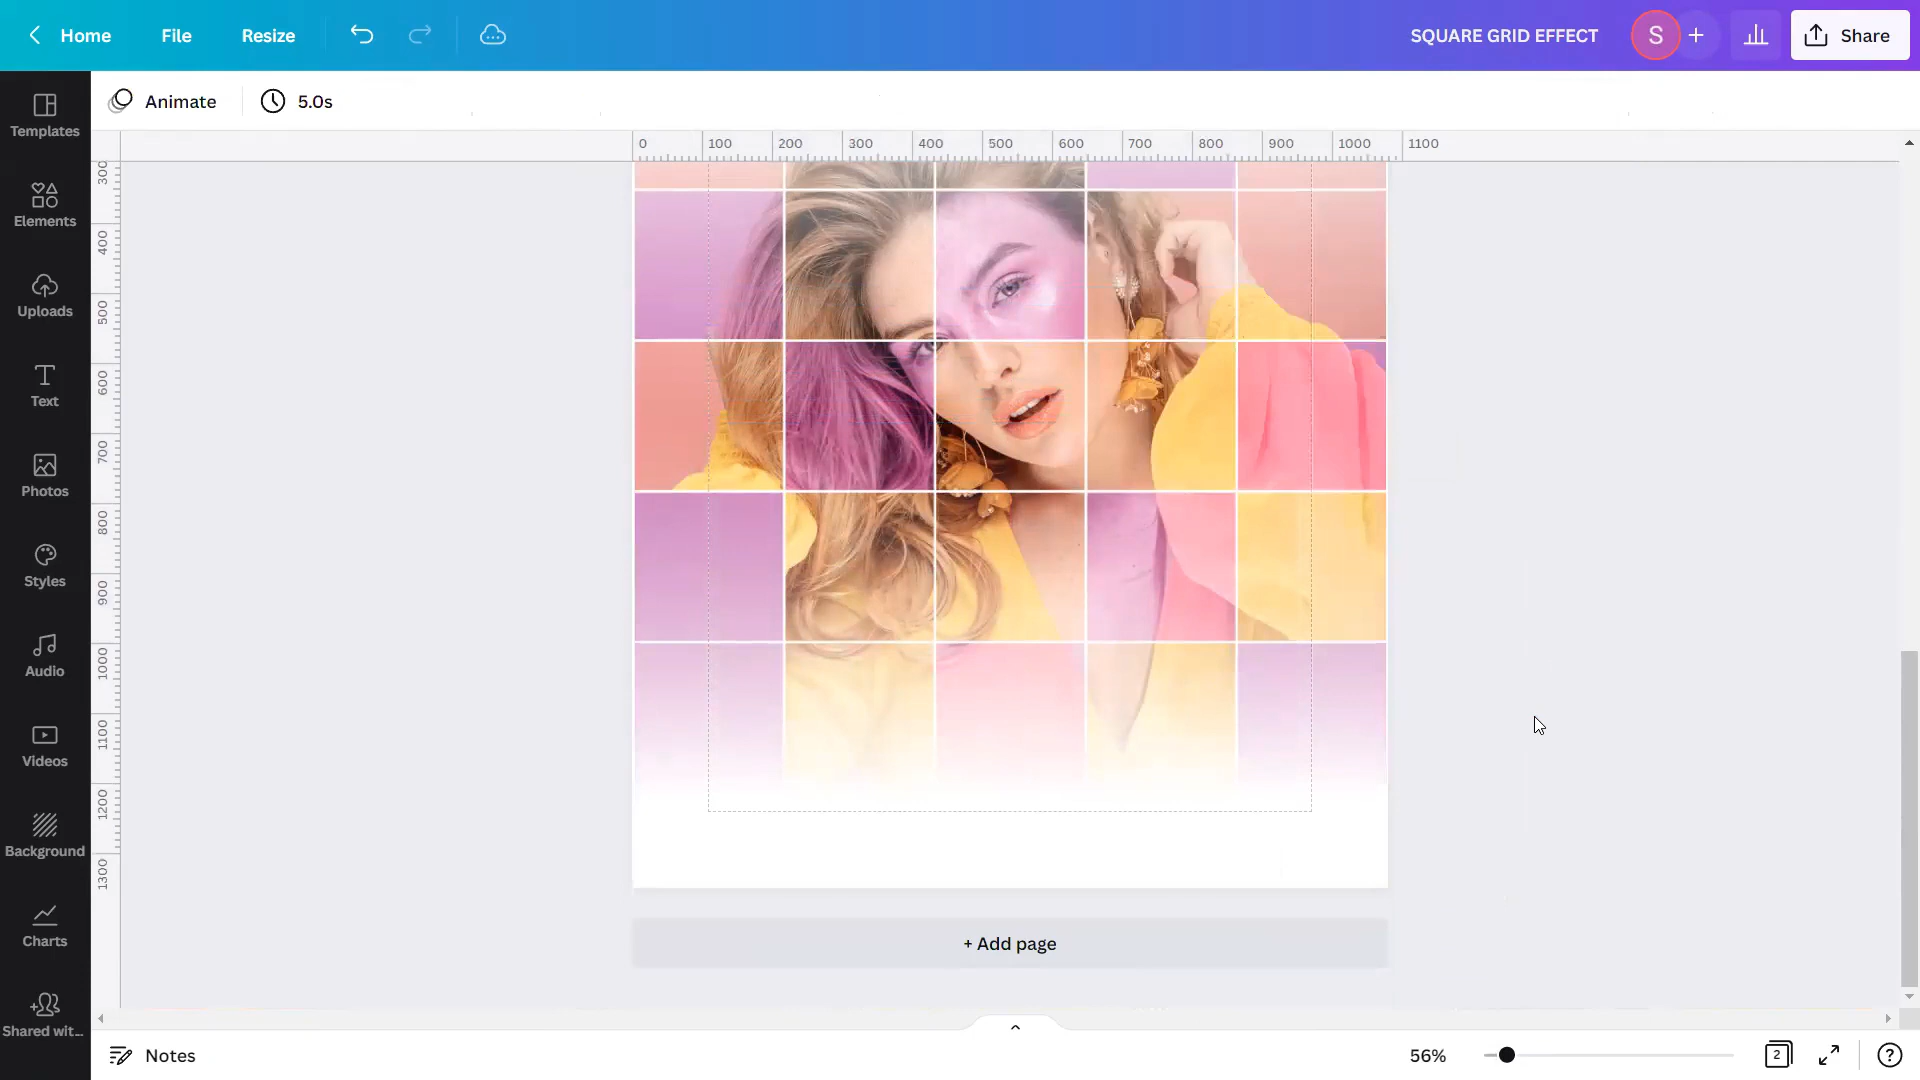 Home File Resize SQUARE GRID EFFECT S + Share
Animate 5.0s
0 100 200 300 400 500 600 700 800 900 1000 1100
Templates
Elements
Uploads
Text
Photos
Styles
Audio
Videos
Background
Charts
Shared wit...
300
400
500
600
700
800
900
1000
1100
1200
1300
+ Add page
Notes 56% 2 ?